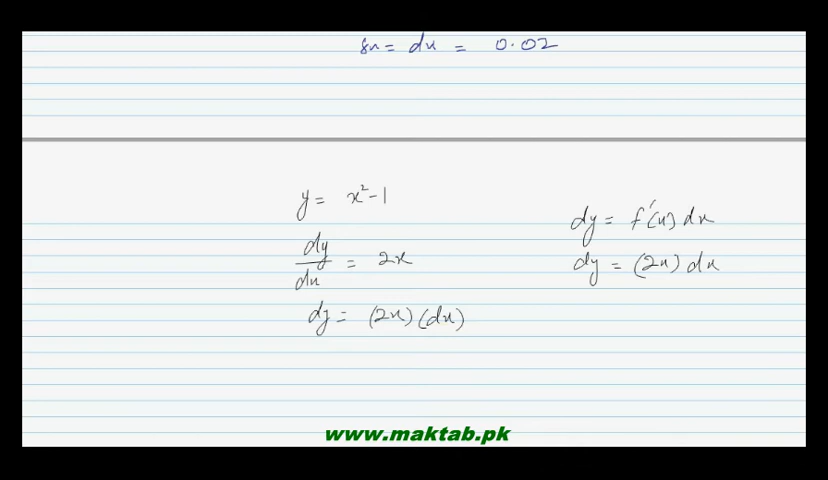 δx = dx = 0.02
y = x² - 1
dy/dx = 2x
dy = (2x)(dx)
dy = f'(x) dx
dy = (2x) dx
www.maktab.pk